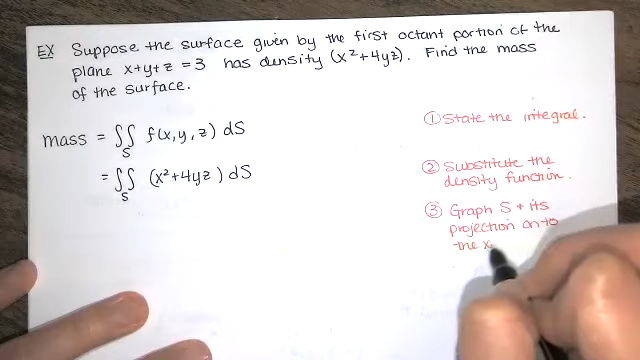 EX Suppose the surface given by the first octant portion of the
plane x+y+z = 3 has density (x²+4yz). Find the mass
of the surface.
mass = ∬ f(x,y,z) dS
S
= ∬ (x²+4yz) dS
S
① State the integral.
② Substitute the
density function.
③ Graph S + its
projection onto
the x